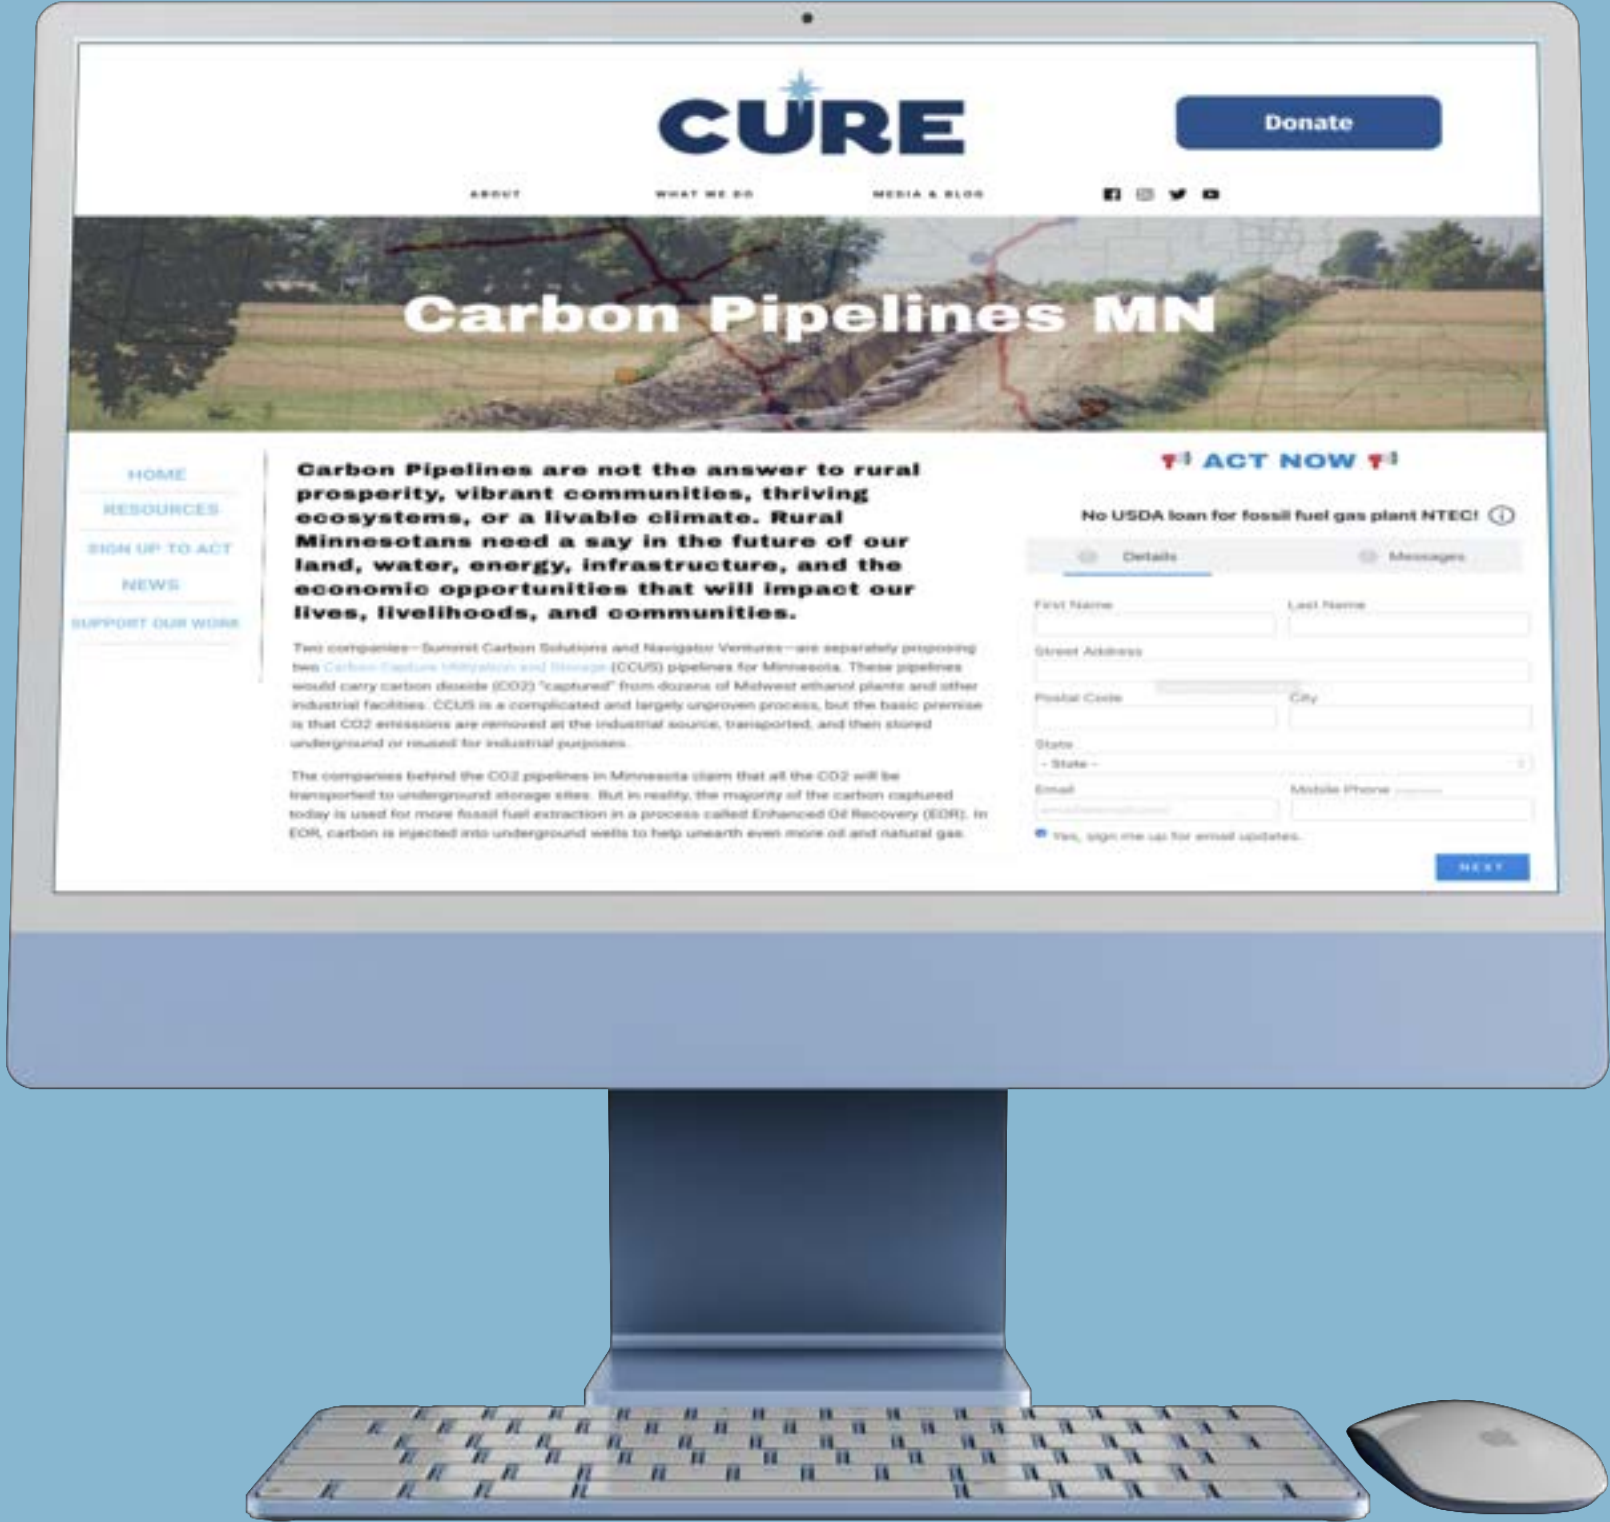 CURE
Donate
ABOUT
WHAT WE DO
MEDIA & BLOG
Carbon Pipelines MN
HOME
RESOURCES
SIGN UP TO ACT
NEWS
SUPPORT OUR WORK
Carbon Pipelines are not the answer to rural
prosperity, vibrant communities, thriving
ecosystems, or a livable climate. Rural
Minnesotans need a say in the future of our
land, water, energy, infrastructure, and the
economic opportunities that will impact our
lives, livelihoods, and communities.
Two companies—Summit Carbon Solutions and Navigator Ventures—are separately proposing
two Carbon Capture Utilization and Storage (CCUS) pipelines for Minnesota. These pipelines
would carry carbon dioxide (CO2) "captured" from dozens of Midwest ethanol plants and other
industrial facilities. CCUS is a complicated and largely unproven process, but the basic premise
is that CO2 emissions are removed at the industrial source, transported, and then stored
underground or reused for industrial purposes.
The companies behind the CO2 pipelines in Minnesota claim that all the CO2 will be
transported to underground storage sites. But in reality, the majority of the carbon captured
today is used for more fossil fuel extraction in a process called Enhanced Oil Recovery (EOR). In
EOR, carbon is injected into underground wells to help unearth even more oil and natural gas.
ACT NOW
No USDA loan for fossil fuel gas plant NTEC!
Details
Messages
First Name
Last Name
Street Address
Postal Code
City
State
- State -
Email
Mobile Phone
Yes, sign me up for email updates.
NEXT